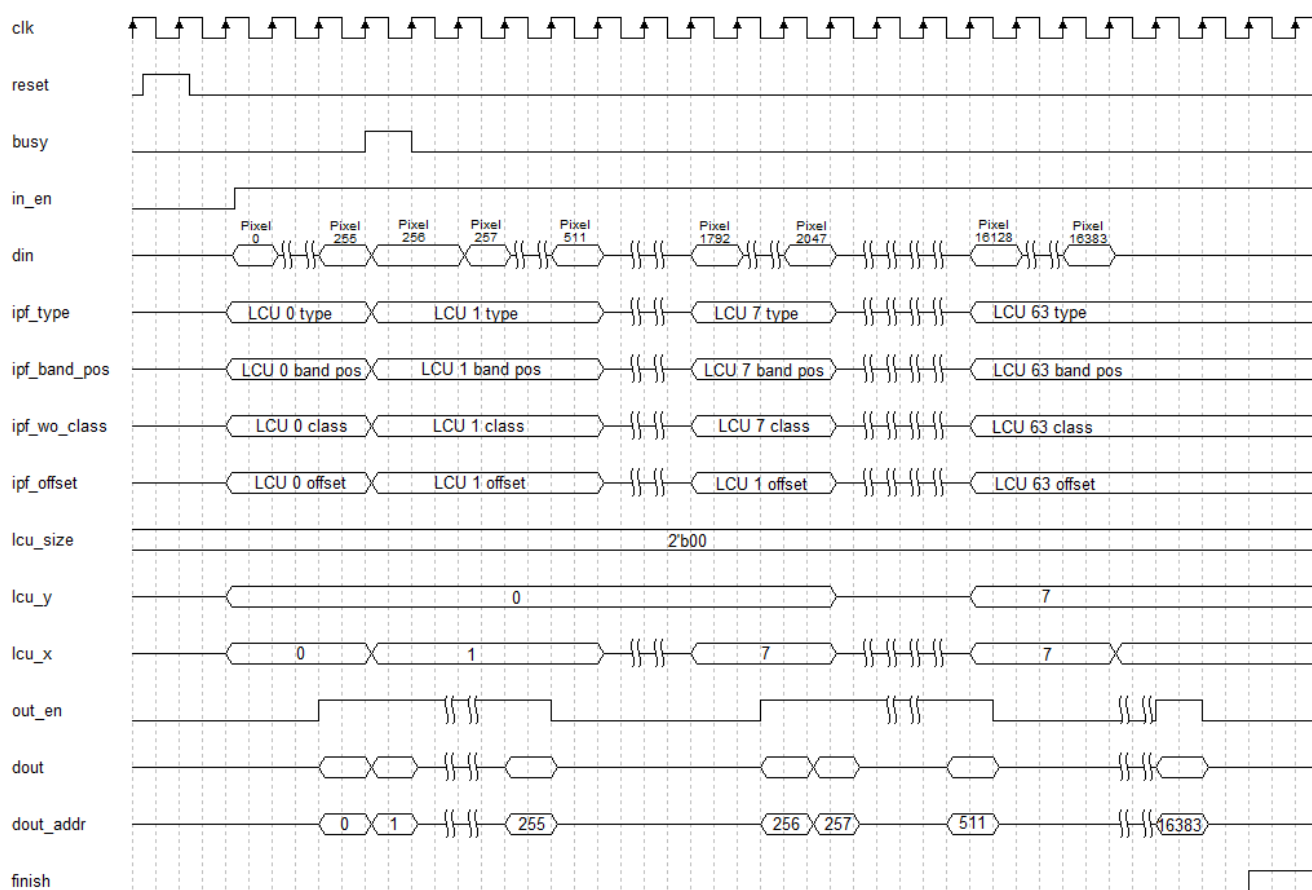 clk
reset
busy
in_en
Pixel 0
Pixel 255
Pixel 256
Pixel 257
Pixel 511
Pixel 1792
Pixel 2047
Pixel 16128
Pixel 16383
din
ipf_type LCU 0 type LCU 1 type LCU 7 type LCU 63 type
ipf_band_pos LCU 0 band pos LCU 1 band pos LCU 7 band pos LCU 63 band pos
ipf_wo_class LCU 0 class LCU 1 class LCU 7 class LCU 63 class
ipf_offset LCU 0 offset LCU 1 offset LCU 1 offset LCU 63 offset
lcu_size 2'b00
lcu_y 0 7
lcu_x 0 1 7 7
out_en
dout
dout_addr 0 1 255 256 257 511 16383
finish